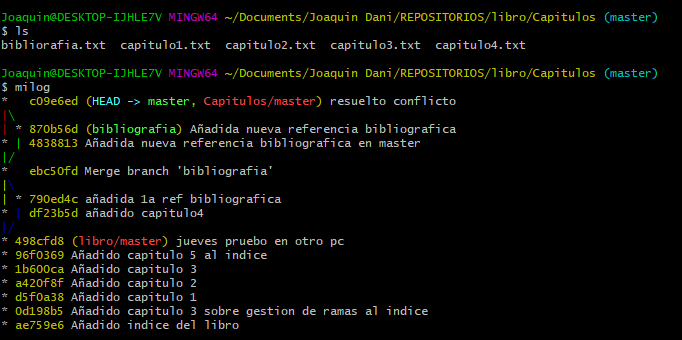 Joaquin@DESKTOP-IJHLE7V MINGW64 ~/Documents/Joaquin Dani/REPOSITORIOS/libro/Capitulos (master)
$ ls
bibliorafia.txt  capitulo1.txt  capitulo2.txt  capitulo3.txt  capitulo4.txt
Joaquin@DESKTOP-IJHLE7V MINGW64 ~/Documents/Joaquin Dani/REPOSITORIOS/libro/Capitulos (master)
$ milog
*   c09e6ed (HEAD -> master, Capitulos/master) resuelto conflicto
|\
| * 870b56d (bibliografia) Añadida nueva referencia bibliografica
* | 4838813 Añadida nueva referencia bibliografica en master
|/
*   ebc50fd Merge branch 'bibliografia'
|\
| * 790ed4c añadida 1a ref bibliografica
* | df23b5d añadido capitulo4
|/
* 498cfd8 (libro/master) jueves pruebo en otro pc
* 96f0369 Añadido capitulo 5 al indice
* 1b600ca Añadido capitulo 3
* a420f8f Añadido capitulo 2
* d5f0a38 Añadido capitulo 1
* 0d198b5 Añadido capitulo 3 sobre gestion de ramas al indice
* ae759e6 Añadido indice del libro